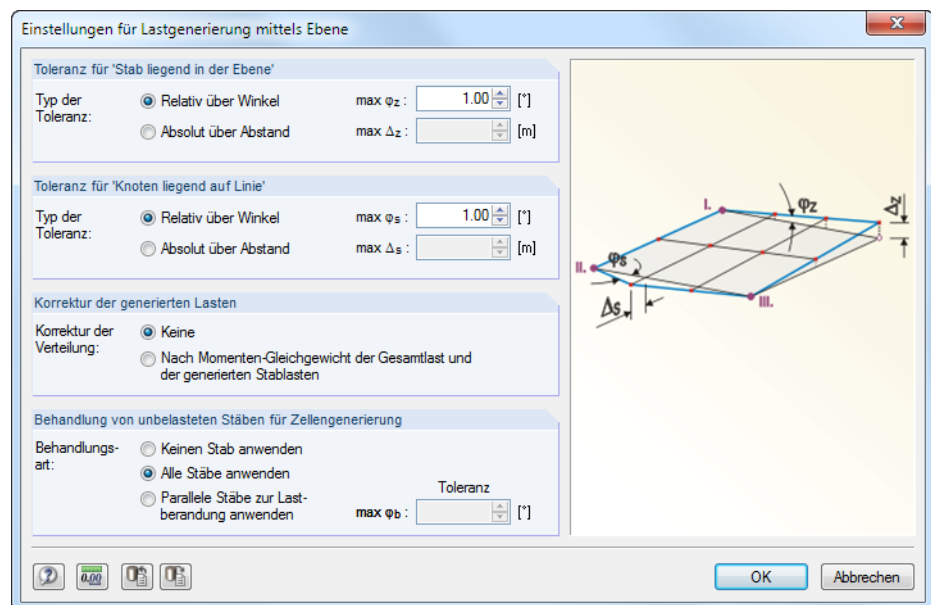 Einstellungen für Lastgenerierung mittels Ebene
Toleranz für 'Stab liegend in der Ebene'
Typ der Toleranz:
Relativ über Winkel
max φz :
1.00
[°]
Absolut über Abstand
max Δz :
[m]
Toleranz für 'Knoten liegend auf Linie'
Typ der Toleranz:
Relativ über Winkel
max φs :
1.00
[°]
Absolut über Abstand
max Δs :
[m]
Korrektur der generierten Lasten
Korrektur der Verteilung:
Keine
Nach Momenten-Gleichgewicht der Gesamtlast und
der generierten Stablasten
Behandlung von unbelasteten Stäben für Zellengenerierung
Behandlungs-
art:
Keinen Stab anwenden
Alle Stäbe anwenden
Parallele Stäbe zur Last-
berandung anwenden
Toleranz
max φb :
[°]
I.
φz
Δz
II.
φs
Δs
III.
0.00
OK
Abbrechen